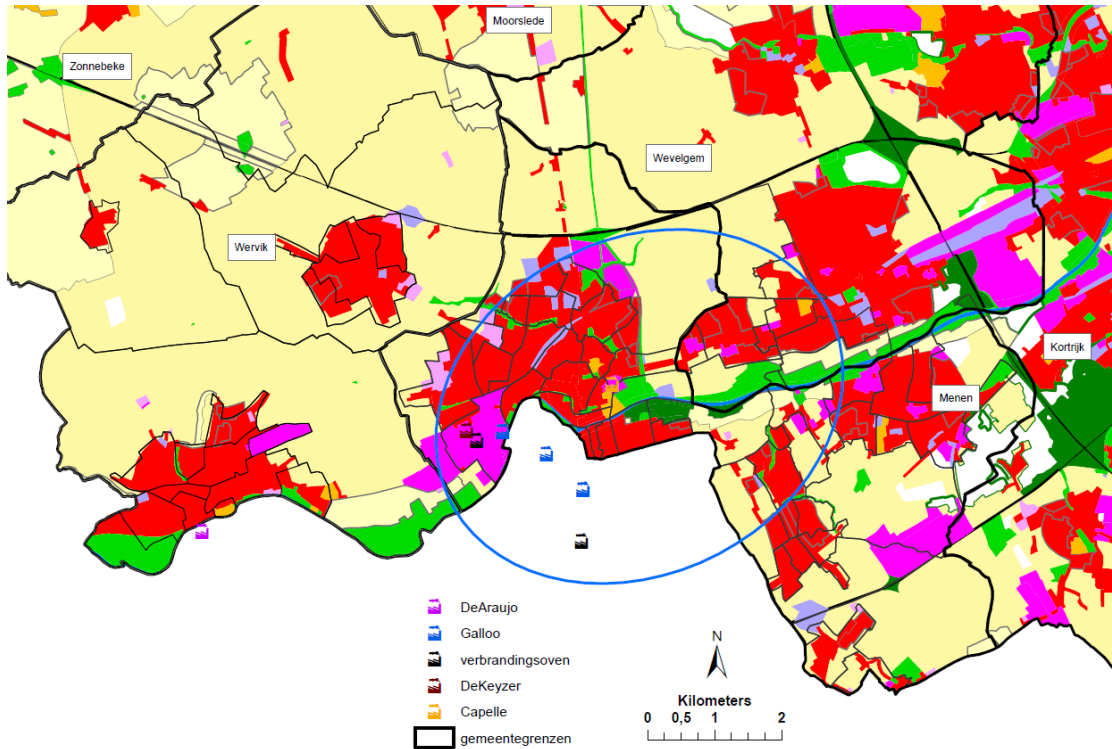 Moorslede
Zonnebeke
Wevelgem
Wervik
Kortrijk
Menen
DeAraujo
Galloo
verbrandingsoven
DeKeyzer
Capelle
gemeentegrenzen
N
Kilometers
0 0,5 1 2